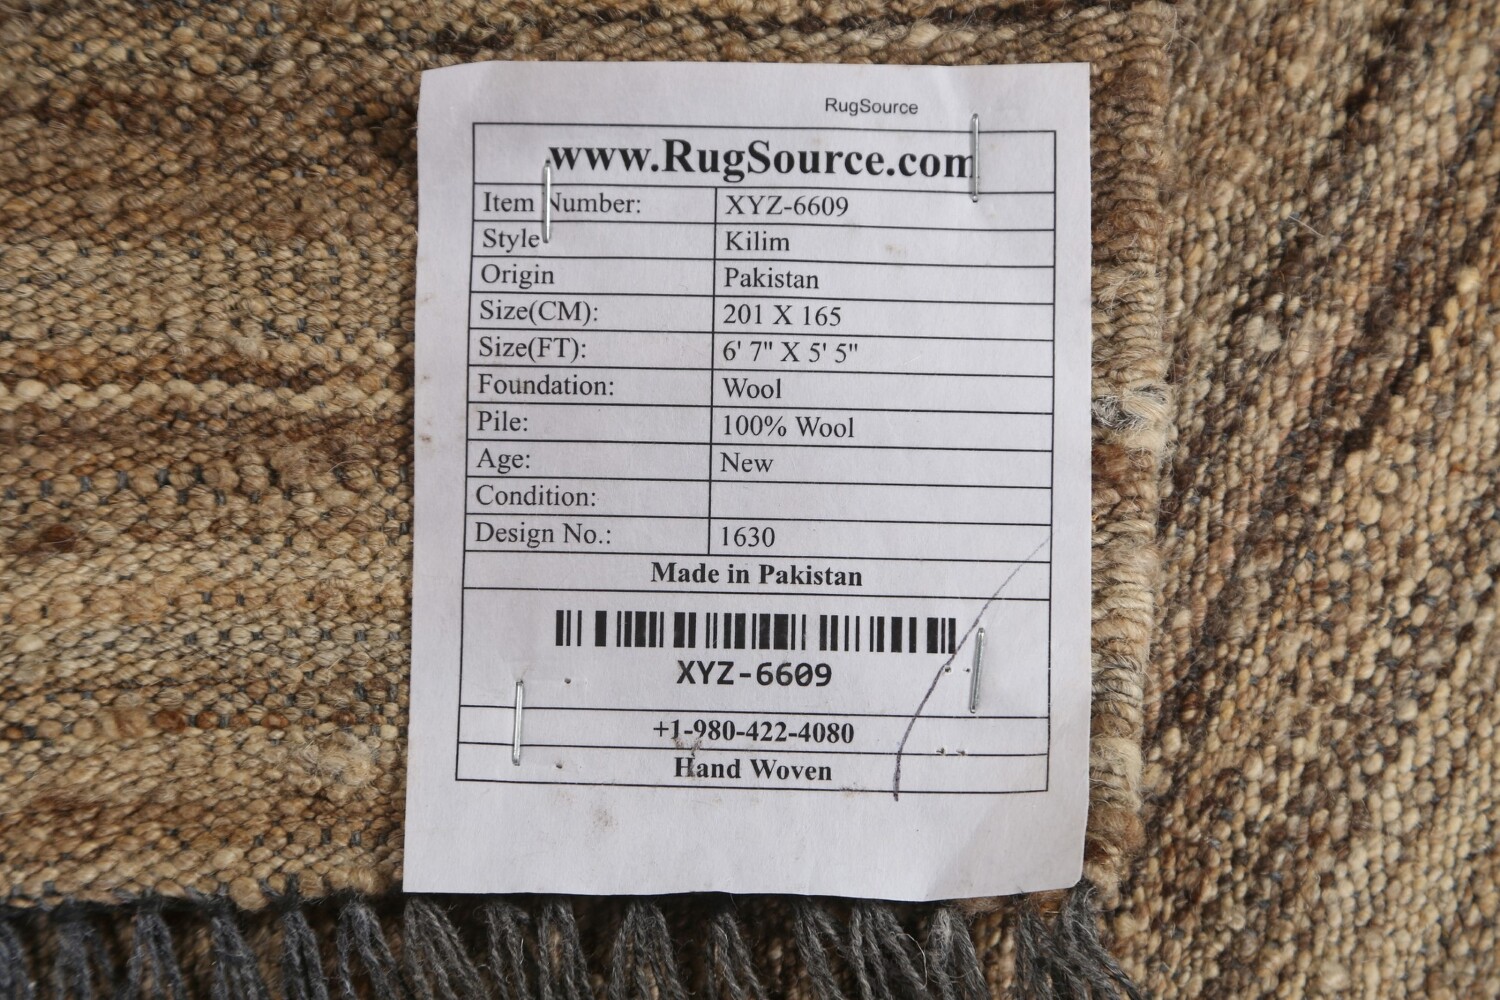 RugSource
www.RugSource.com
Item Number: XYZ-6609
Style Kilim
Origin Pakistan
Size(CM): 201 X 165
Size(FT): 6' 7" X 5' 5"
Foundation: Wool
Pile: 100% Wool
Age: New
Condition:
Design No.: 1630
Made in Pakistan
XYZ-6609
+1-980-422-4080
Hand Woven